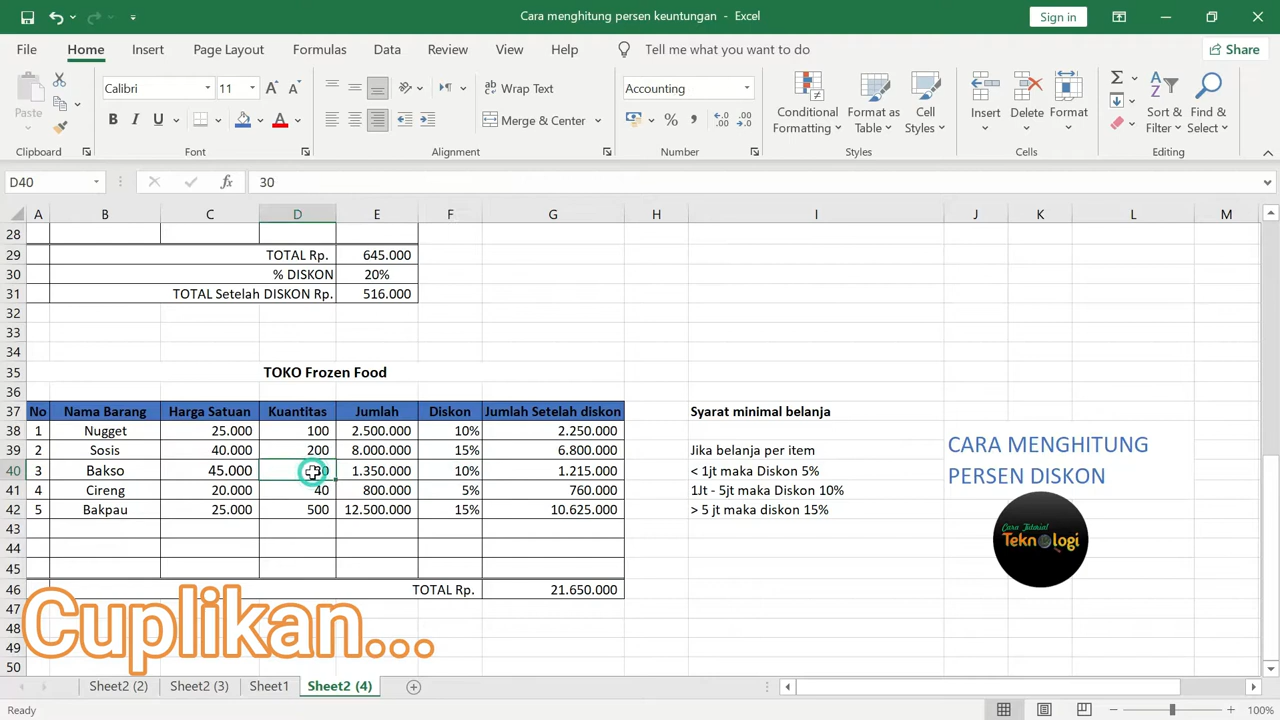 Cara menghitung persen keuntungan - Excel
Sign in
File Home Insert Page Layout Formulas Data Review View Help Tell me what you want to do Share
Calibri 11 Wrap Text Accounting
Paste B I U A Merge & Center % Conditional Formatting Format as Table Cell Styles Insert Delete Format Sort & Filter Find & Select
Clipboard Font Alignment Number Styles Cells Editing
D40 fx 30
A B C D E F G H I J K L M
28
29 TOTAL Rp. 645.000
30 % DISKON 20%
31 TOTAL Setelah DISKON Rp. 516.000
32
33
34
35 TOKO Frozen Food
36
37 No Nama Barang Harga Satuan Kuantitas Jumlah Diskon Jumlah Setelah diskon Syarat minimal belanja
38 1 Nugget 25.000 100 2.500.000 10% 2.250.000
39 2 Sosis 40.000 200 8.000.000 15% 6.800.000 Jika belanja per item
40 3 Bakso 45.000 30 1.350.000 10% 1.215.000 < 1jt maka Diskon 5%
41 4 Cireng 20.000 40 800.000 5% 760.000 1Jt - 5jt maka Diskon 10%
42 5 Bakpau 25.000 500 12.500.000 15% 10.625.000 > 5 jt maka diskon 15%
CARA MENGHITUNG
PERSEN DISKON
Cara Tutorial
Teknologi
43
44
45
46 TOTAL Rp. 21.650.000
47
48
49
50
Cuplikan...
Sheet2 (2) Sheet2 (3) Sheet1 Sheet2 (4)
Ready 100%